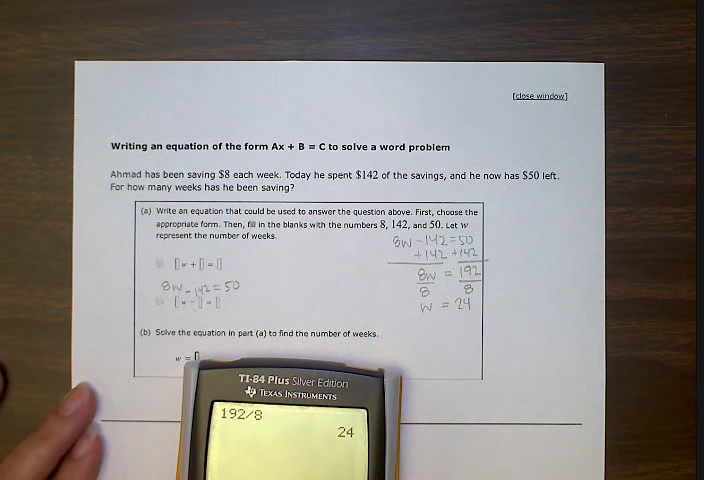 [close window]
Writing an equation of the form Ax + B = C to solve a word problem
Ahmad has been saving $8 each week. Today he spent $142 of the savings, and he now has $50 left.
For how many weeks has he been saving?
(a) Write an equation that could be used to answer the question above. First, choose the
appropriate form. Then, fill in the blanks with the numbers 8, 142, and 50. Let w
represent the number of weeks.
8w - 142 = 50
+142 +142
[]w + [] = []
8w = 192
8w - 142 = 50
8 8
[]w - [] = []
w = 24
(b) Solve the equation in part (a) to find the number of weeks.
w = []
TI-84 Plus Silver Edition
TEXAS INSTRUMENTS
192/8
24